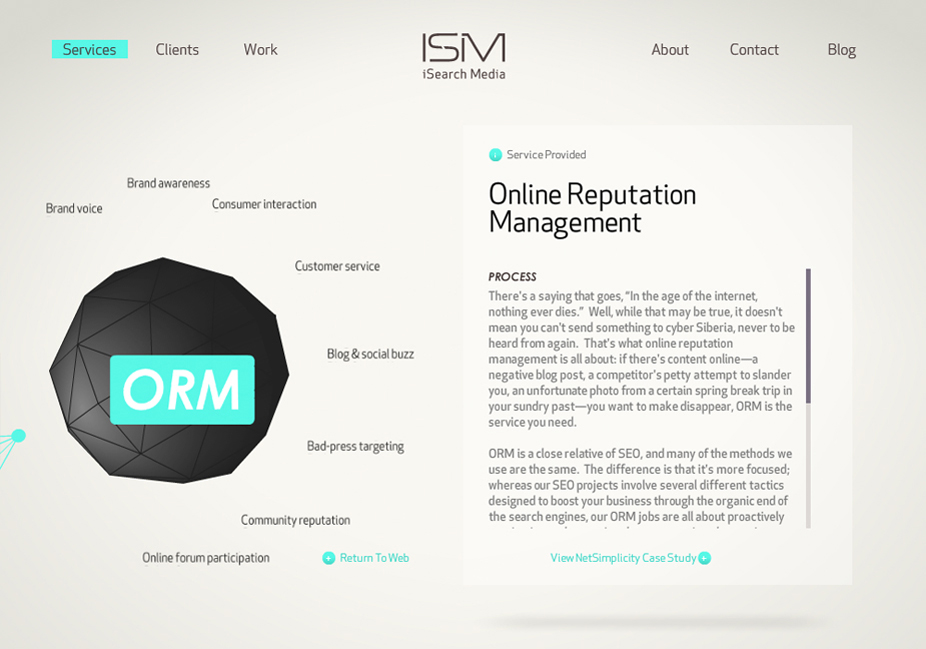 Services
Clients
Work
ISM
iSearch Media
About
Contact
Blog
Brand awareness
Brand voice
Consumer interaction
Customer service
Blog & social buzz
ORM
Bad-press targeting
Community reputation
Online forum participation
Return To Web
i
Service Provided
Online Reputation
Management
PROCESS
There's a saying that goes, “In the age of the internet,
nothing ever dies.”  Well, while that may be true, it doesn't
mean you can't send something to cyber Siberia, never to be
heard from again.  That's what online reputation
management is all about: if there's content online—a
negative blog post, a competitor's petty attempt to slander
you, an unfortunate photo from a certain spring break trip in
your sundry past—you want to make disappear, ORM is the
service you need.
ORM is a close relative of SEO, and many of the methods we
use are the same.  The difference is that it's more focused;
whereas our SEO projects involve several different tactics
designed to boost your business through the organic end of
the search engines, our ORM jobs are all about proactively
View NetSimplicity Case Study